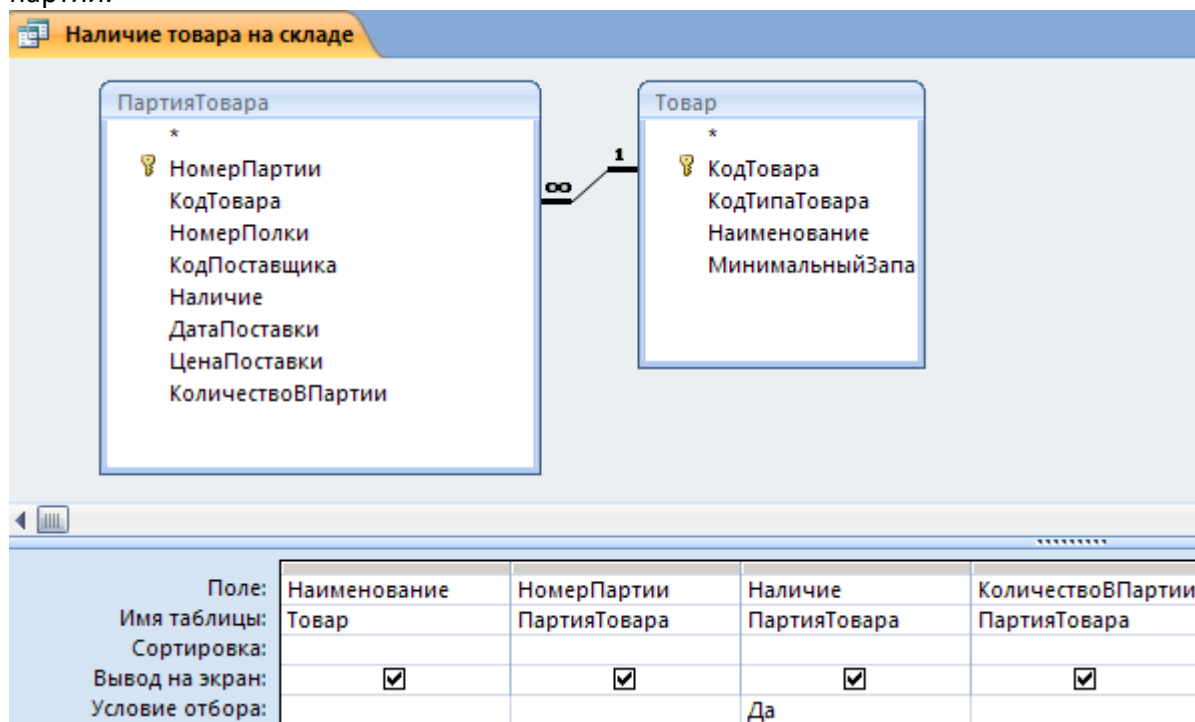 партия.
Наличие товара на складе
ПартияТовара
*
НомерПартии
КодТовара
НомерПолки
КодПоставщика
Наличие
ДатаПоставки
ЦенаПоставки
КоличествоВПартии
∞
1
Товар
*
КодТовара
КодТипаТовара
Наименование
МинимальныйЗапа
Поле: Наименование НомерПартии Наличие КоличествоВПартии
Имя таблицы: Товар ПартияТовара ПартияТовара ПартияТовара
Сортировка:
Вывод на экран:
Условие отбора: Да